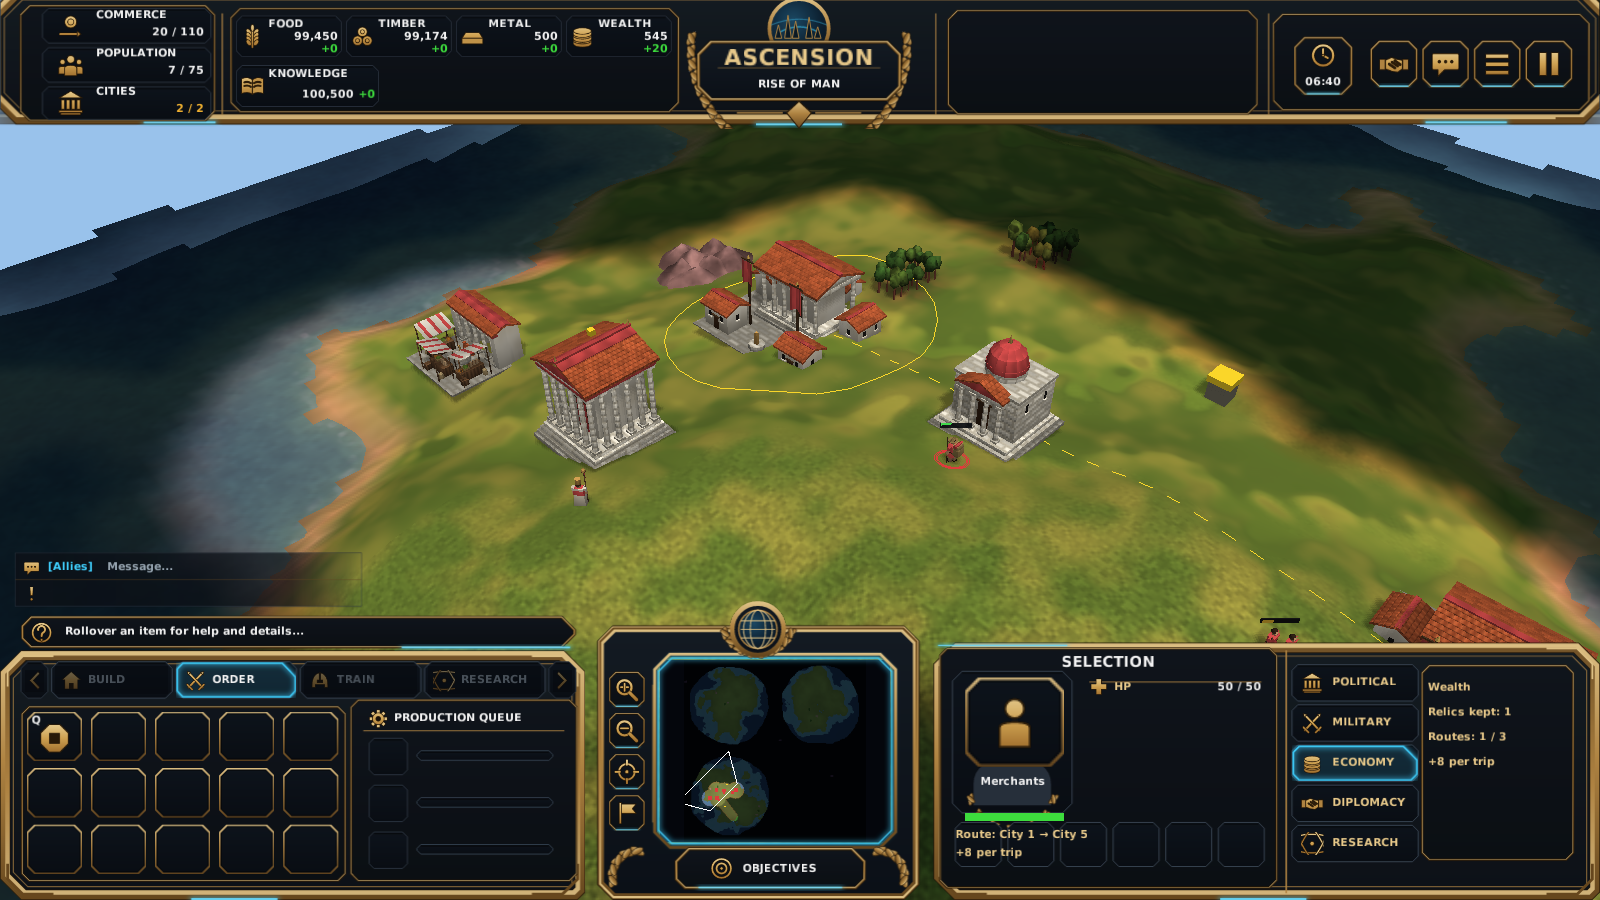 COMMERCE
20 / 110
POPULATION
7 / 75
CITIES
2 / 2
FOOD
99,450
+0
TIMBER
99,174
+0
METAL
500
+0
WEALTH
545
+20
KNOWLEDGE
100,500 +0
ASCENSION
RISE OF MAN
06:40
[Allies] Message...
!
Rollover an item for help and details...
BUILD
ORDER
TRAIN
RESEARCH
Q
PRODUCTION QUEUE
OBJECTIVES
SELECTION
HP 50 / 50
Merchants
Route: City 1 → City 5
+8 per trip
POLITICAL
MILITARY
ECONOMY
DIPLOMACY
RESEARCH
Wealth
Relics kept: 1
Routes: 1 / 3
+8 per trip